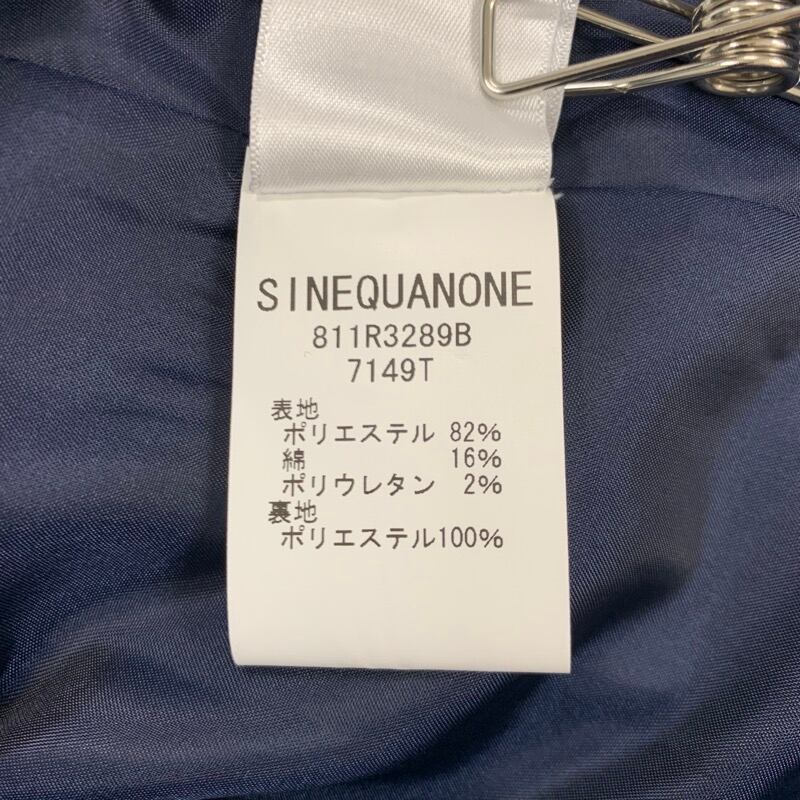 SINEQUANONE
811R3289B
7149T
表地
ポリエステル 82%
綿 16%
ポリウレタン 2%
裏地
ポリエステル100%